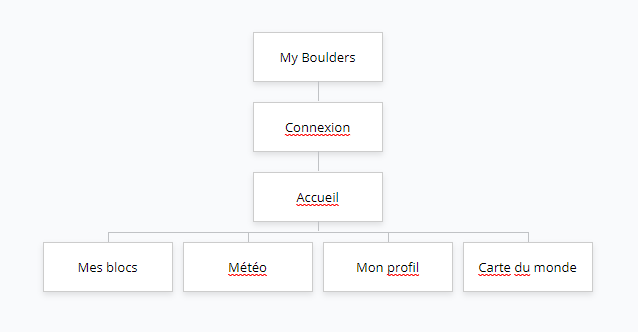 My Boulders
Connexion
Accueil
Mes blocs
Météo
Mon profil
Carte du monde